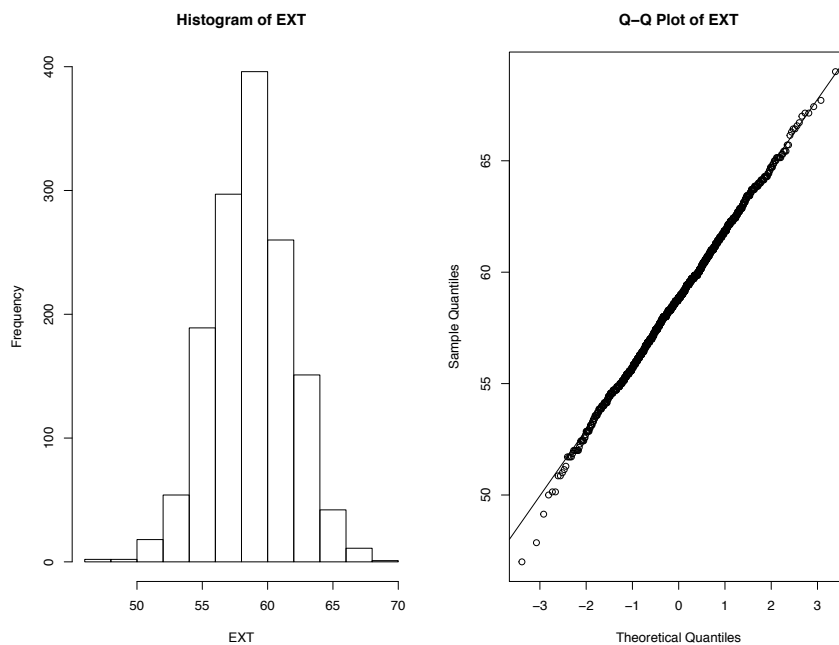 Histogram of EXT
Frequency
400
300
200
100
0
50 55 60 65 70
EXT
Q−Q Plot of EXT
Sample Quantiles
65
60
55
50
−3 −2 −1 0 1 2 3
Theoretical Quantiles